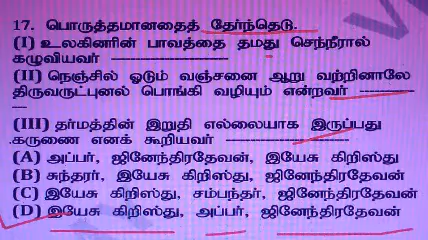 17. பொருத்தமானதைத் தேர்ந்தெடு.
(I) உலகினரின் பாவத்தை தமது செந்நீரால்
கழுவியவர் --------------------
(II) நெஞ்சில் ஓடும் வஞ்சனை ஆறு வற்றினாலே
திருவருட்புனல் பொங்கி வழியும் என்றவர் ----------
--
(III) தர்மத்தின் இறுதி எல்லையாக இருப்பது
கருணை எனக் கூறியவர் --------------------
(A) அப்பர், ஜினேந்திரதேவன், இயேசு கிறிஸ்து
(B) சுந்தரர், இயேசு கிறிஸ்து, ஜினேந்திரதேவன்
(C) இயேசு கிறிஸ்து, சம்பந்தர், ஜினேந்திரதேவன்
(D) இயேசு கிறிஸ்து, அப்பர், ஜினேந்திரதேவன்